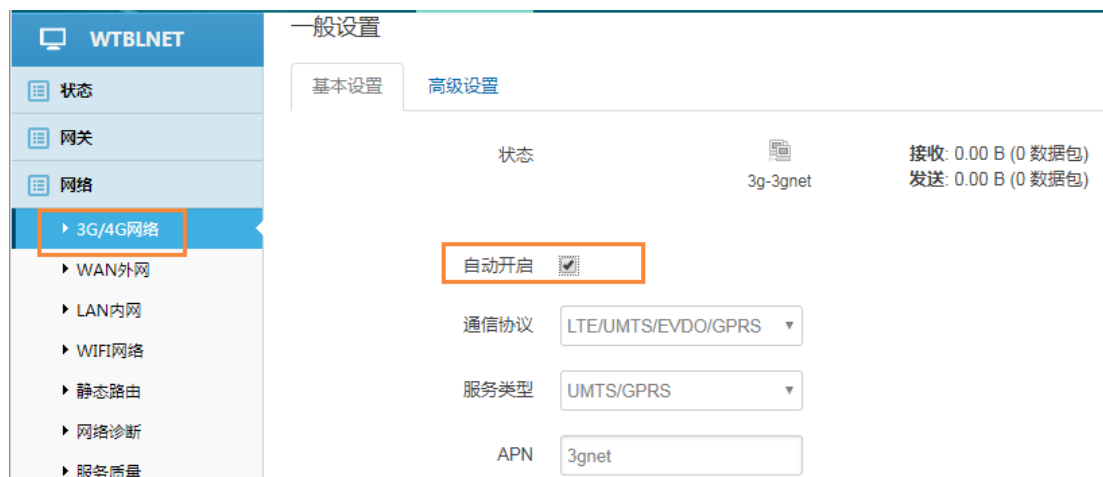 WTBLNET
状态
网关
网络
3G/4G网络
WAN外网
LAN内网
WIFI网络
静态路由
网络诊断
服务质量
一般设置
基本设置
高级设置
状态
3g-3gnet
接收: 0.00 B (0 数据包)
发送: 0.00 B (0 数据包)
自动开启
通信协议
LTE/UMTS/EVDO/GPRS
服务类型
UMTS/GPRS
APN
3gnet